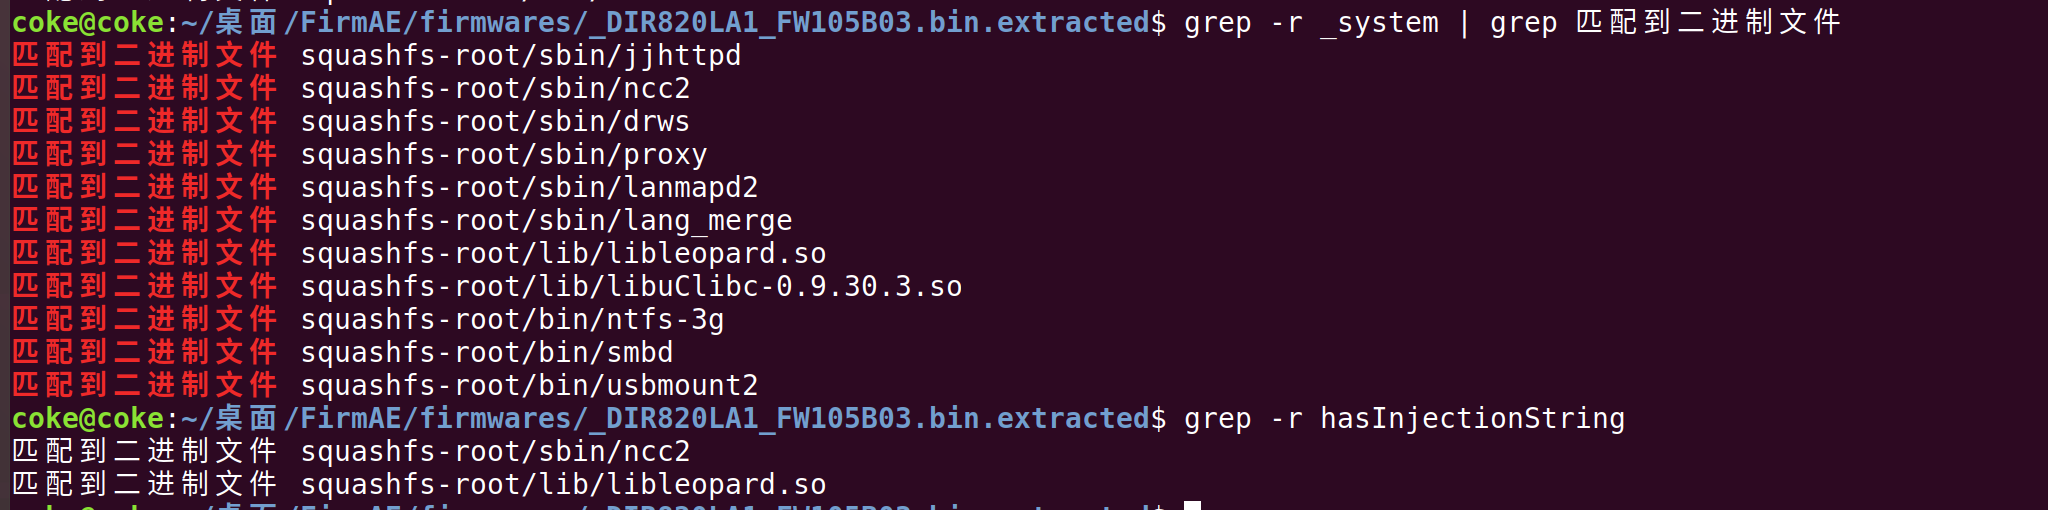 coke@coke:~/桌面/FirmAE/firmwares/_DIR820LA1_FW105B03.bin.extracted$ grep -r _system | grep 匹配到二进制文件
匹配到二进制文件 squashfs-root/sbin/jjhttpd
匹配到二进制文件 squashfs-root/sbin/ncc2
匹配到二进制文件 squashfs-root/sbin/drws
匹配到二进制文件 squashfs-root/sbin/proxy
匹配到二进制文件 squashfs-root/sbin/lanmapd2
匹配到二进制文件 squashfs-root/sbin/lang_merge
匹配到二进制文件 squashfs-root/lib/libleopard.so
匹配到二进制文件 squashfs-root/lib/libuClibc-0.9.30.3.so
匹配到二进制文件 squashfs-root/bin/ntfs-3g
匹配到二进制文件 squashfs-root/bin/smbd
匹配到二进制文件 squashfs-root/bin/usbmount2
coke@coke:~/桌面/FirmAE/firmwares/_DIR820LA1_FW105B03.bin.extracted$ grep -r hasInjectionString
匹配到二进制文件 squashfs-root/sbin/ncc2
匹配到二进制文件 squashfs-root/lib/libleopard.so